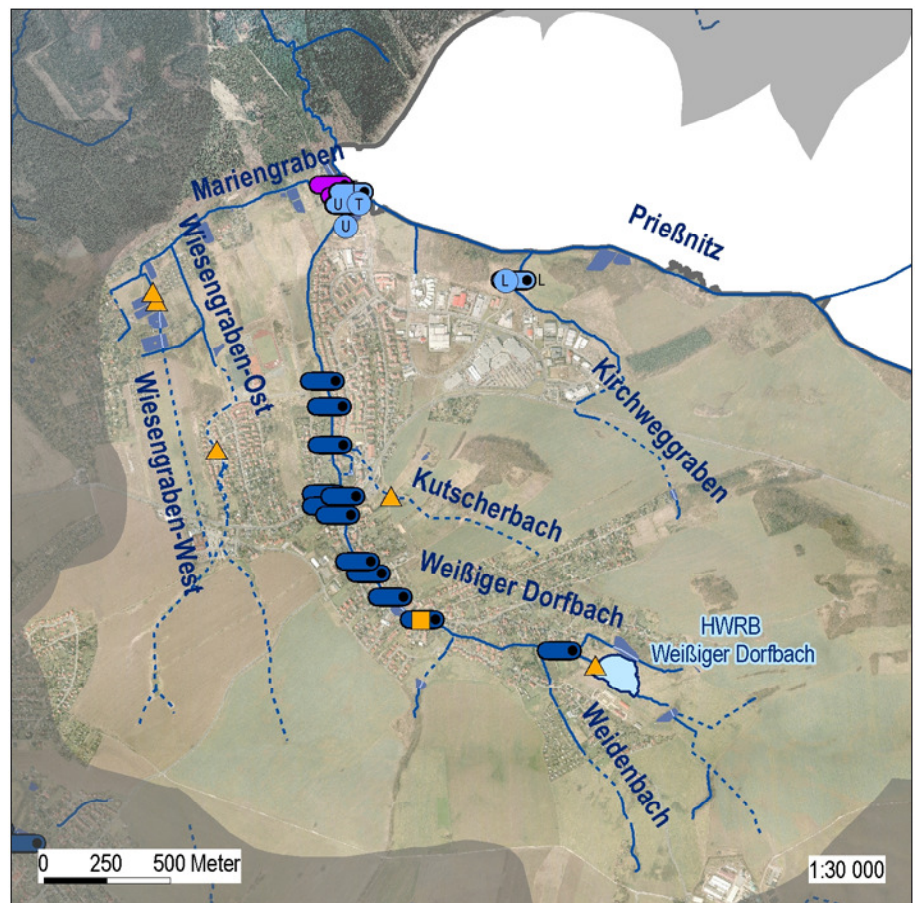 Mariengraben
Prießnitz
U T
U
L L
Wiesengraben-Ost
Wiesengraben-West
Kirchweggraben
Kutscherbach
Weißiger Dorfbach
HWRB
Weißiger Dorfbach
Weidenbach
0 250 500 Meter
1:30 000